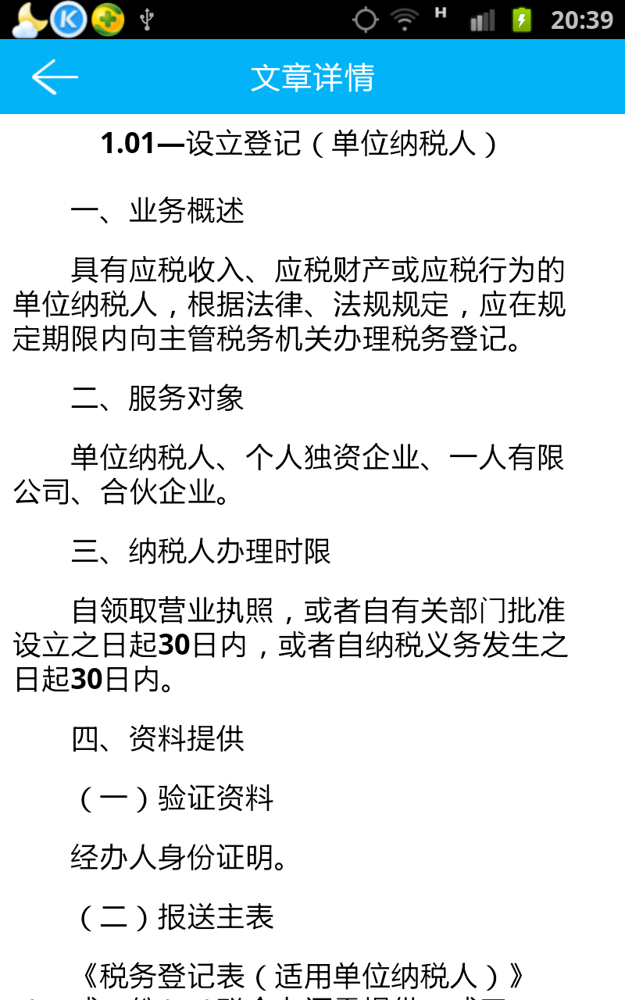 H 20:39
文章详情
1.01—设立登记（单位纳税人）
一、业务概述
具有应税收入、应税财产或应税行为的
单位纳税人，根据法律、法规规定，应在规
定期限内向主管税务机关办理税务登记。
二、服务对象
单位纳税人、个人独资企业、一人有限
公司、合伙企业。
三、纳税人办理时限
自领取营业执照，或者自有关部门批准
设立之日起30日内，或者自纳税义务发生之
日起30日内。
四、资料提供
（一）验证资料
经办人身份证明。
（二）报送主表
《税务登记表（适用单位纳税人）》